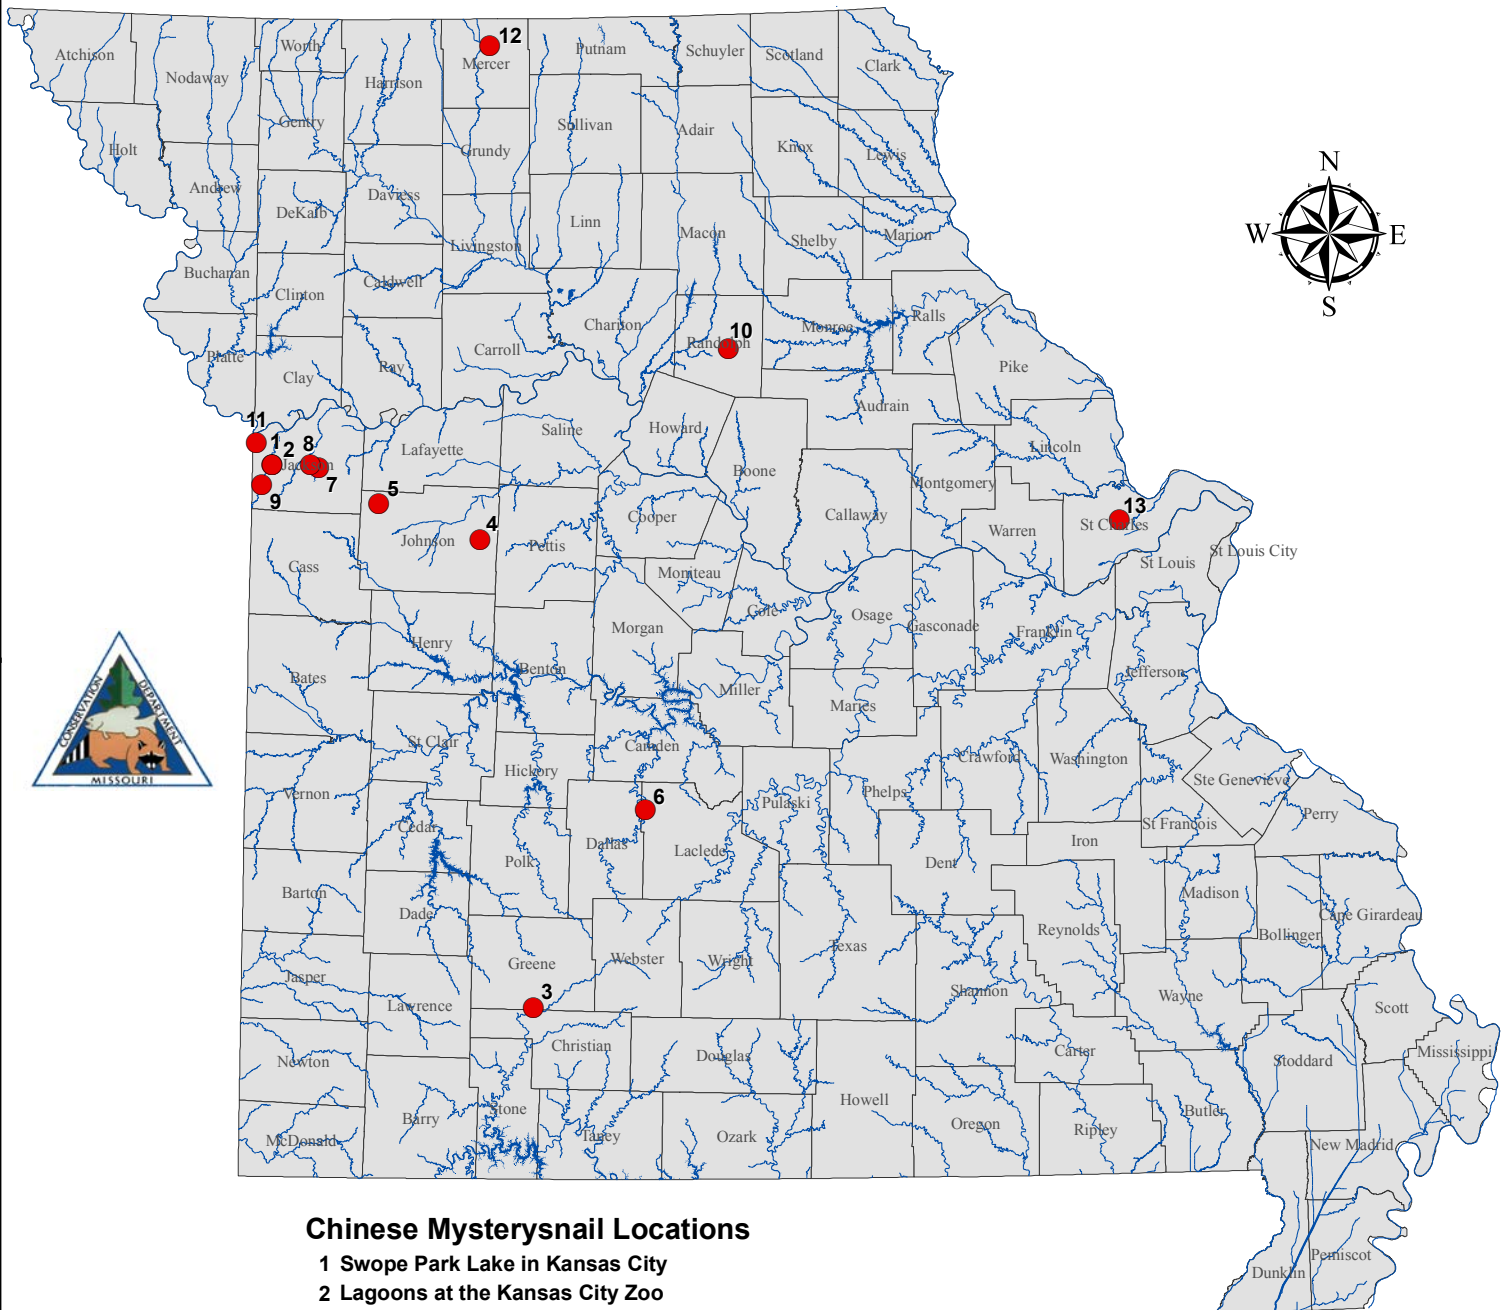 12
Atchison
Nodaway
Worth
Harrison
Mercer
Putnam
Schuyler
Scotland
Clark
Holt
Andrew
Gentry
DeKalb
Daviess
Grundy
Sullivan
Adair
Knox
Lewis
Buchanan
Clinton
Caldwell
Livingston
Linn
Macon
Shelby
Marion
N
W
E
S
Platte
Clay
Ray
Carroll
Chariton
Randolph
10
Monroe
Ralls
Pike
11
1
2
8
Jackson
7
9
Lafayette
Saline
Howard
Boone
Audrain
Lincoln
Montgomery
5
4
Johnson
Pettis
Cooper
Callaway
Warren
13
St Charles
St Louis
St Louis City
Cass
Moniteau
Cole
Osage
Gasconade
Franklin
Jefferson
Bates
Henry
Benton
Morgan
Miller
Maries
CONSERVATION
DEPARTMENT
MISSOURI
St Clair
Hickory
Camden
Pulaski
Phelps
Crawford
Washington
Ste Genevieve
Perry
Vernon
Cedar
Polk
Dallas
6
Laclede
Dent
Iron
St Francois
Madison
Barton
Dade
Greene
Webster
Wright
Texas
Reynolds
Bollinger
Cape Girardeau
Jasper
Lawrence
3
Christian
Douglas
Shannon
Wayne
Scott
Newton
Carter
Stoddard
Mississippi
McDonald
Barry
Stone
Taney
Ozark
Howell
Oregon
Ripley
Butler
New Madrid
Dunklin
Pemiscot
Chinese Mysterysnail Locations
1 Swope Park Lake in Kansas City
2 Lagoons at the Kansas City Zoo